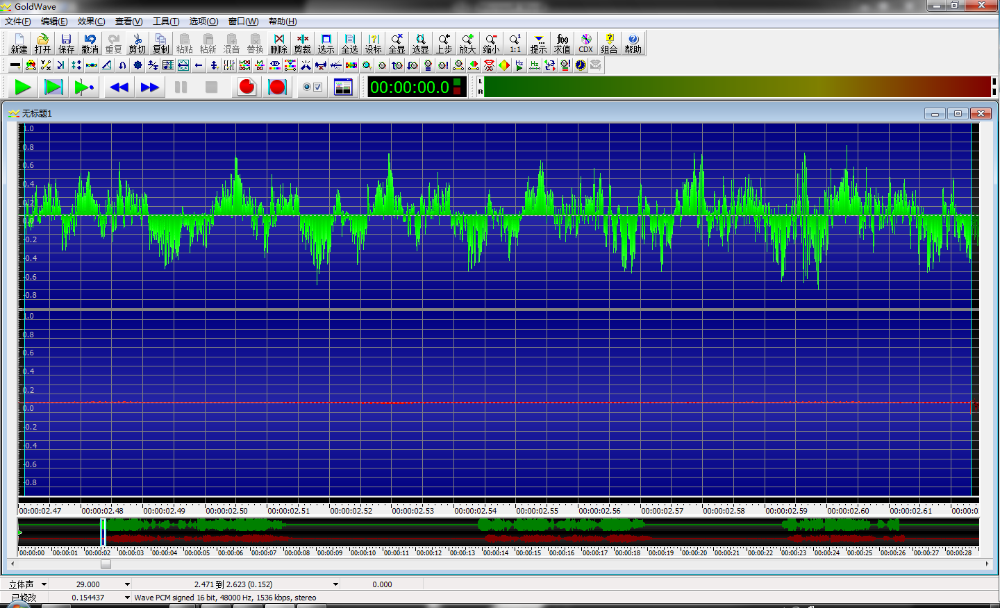 GoldWave
文件(F) 编辑(E) 效果(C) 查看(V) 工具(T) 选项(O) 窗口(W) 帮助(H)
新建 打开 保存 撤消 重复 剪切 复制 粘贴 粘新 混音 替换 删除 剪裁 选示 全选 设标 全显 选显 上步 放大 缩小 1:1 提示 求值 CDX 组合 帮助
00:00:00.0
L
R
无标题1
1.0
0.8
0.6
0.4
0.2
0.0
-0.2
-0.4
-0.6
-0.8
1.0
0.8
0.6
0.4
0.2
0.0
-0.2
-0.4
-0.6
-0.8
00:00:02.47 00:00:02.48 00:00:02.49 00:00:02.50 00:00:02.51 00:00:02.52 00:00:02.53 00:00:02.54 00:00:02.55 00:00:02.56 00:00:02.57 00:00:02.58 00:00:02.59 00:00:02.60 00:00:02.61 00:00:0
00:00:00 00:00:01 00:00:02 00:00:03 00:00:04 00:00:05 00:00:06 00:00:07 00:00:08 00:00:09 00:00:10 00:00:11 00:00:12 00:00:13 00:00:14 00:00:15 00:00:16 00:00:17 00:00:18 00:00:19 00:00:20 00:00:21 00:00:22 00:00:23 00:00:24 00:00:25 00:00:26 00:00:27 00:00:28
立体声 29.000 2.471 到 2.623 (0.152) 0.000
已修改 0.154437 Wave PCM signed 16 bit, 48000 Hz, 1536 kbps, stereo